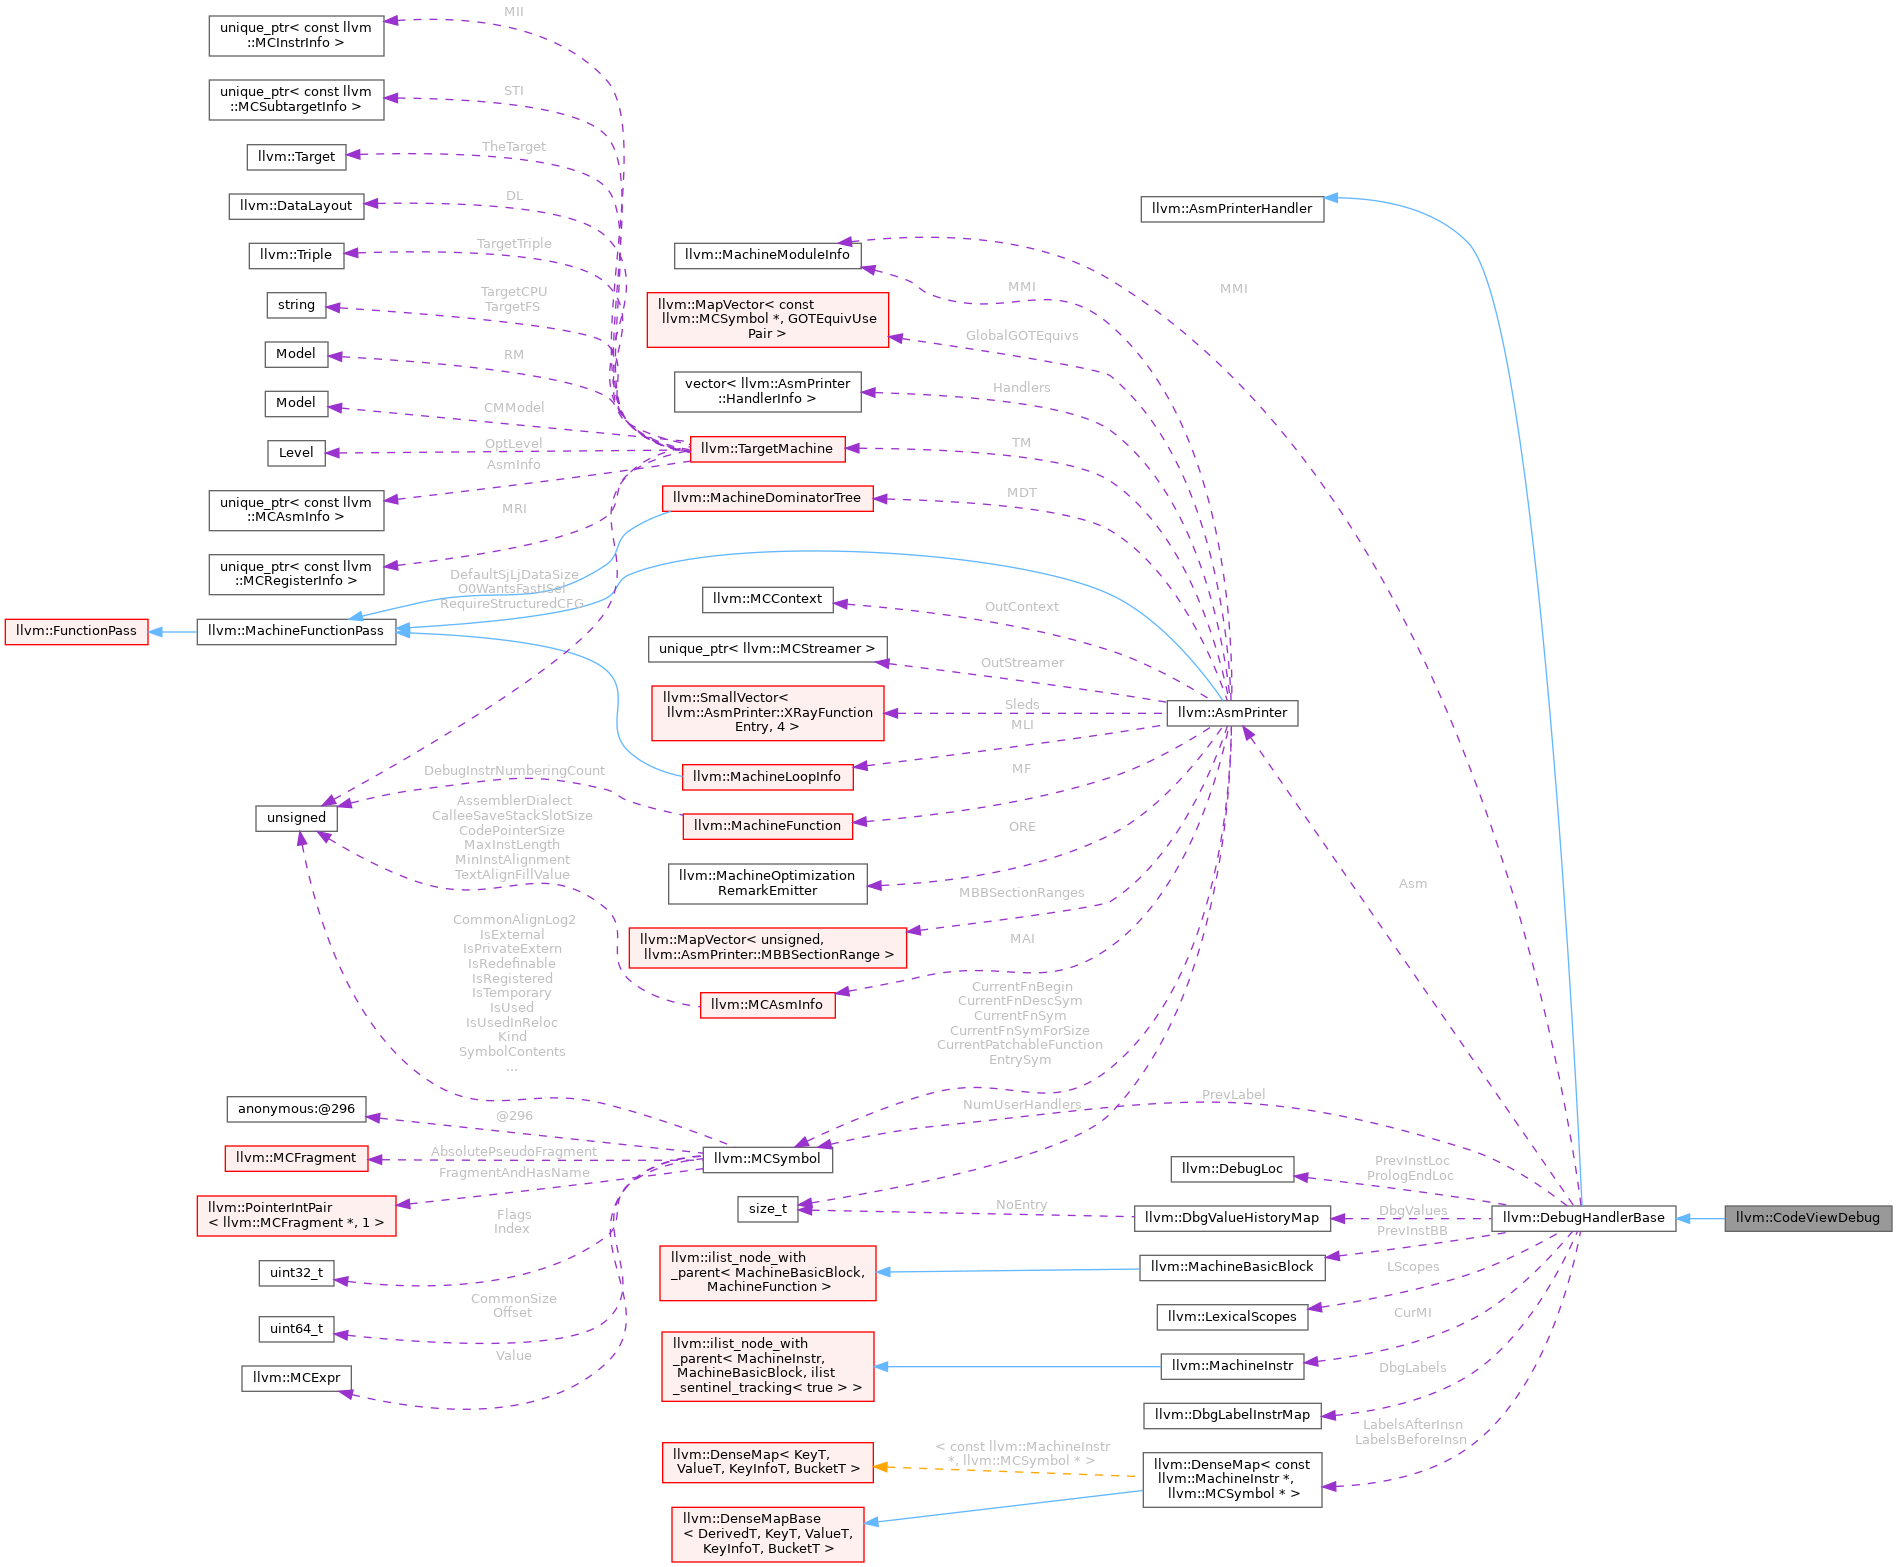 MII
unique_ptr< const llvm
::MCInstrInfo >
STI
unique_ptr< const llvm
::MCSubtargetInfo >
TheTarget
llvm::Target
DL
llvm::DataLayout
TargetTriple
llvm::Triple
TargetCPU
TargetFS
string
RM
Model
CMModel
Model
OptLevel
Level
AsmInfo
unique_ptr< const llvm
::MCAsmInfo >
MRI
unique_ptr< const llvm
::MCRegisterInfo >
DefaultSjLjDataSize
O0WantsFastISel
RequireStructuredCFG
llvm::FunctionPass
llvm::MachineFunctionPass
DebugInstrNumberingCount
unsigned
AssemblerDialect
CalleeSaveStackSlotSize
CodePointerSize
MaxInstLength
MinInstAlignment
TextAlignFillValue
CommonAlignLog2
IsExternal
IsPrivateExtern
IsRedefinable
IsRegistered
IsTemporary
IsUsed
IsUsedInReloc
Kind
SymbolContents
...
anonymous:@296
@296
llvm::MCFragment
AbsolutePseudoFragment
FragmentAndHasName
llvm::PointerIntPair
< llvm::MCFragment *, 1 >
Flags
Index
uint32_t
CommonSize
Offset
uint64_t
Value
llvm::MCExpr
llvm::MachineModuleInfo
llvm::MapVector< const
llvm::MCSymbol *, GOTEquivUse
Pair >
vector< llvm::AsmPrinter
::HandlerInfo >
llvm::TargetMachine
llvm::MachineDominatorTree
llvm::MCContext
unique_ptr< llvm::MCStreamer >
llvm::SmallVector<
llvm::AsmPrinter::XRayFunction
Entry, 4 >
llvm::MachineLoopInfo
llvm::MachineFunction
llvm::MachineOptimization
RemarkEmitter
llvm::MapVector< unsigned,
llvm::AsmPrinter::MBBSectionRange >
llvm::MCAsmInfo
llvm::MCSymbol
size_t
llvm::ilist_node_with
_parent< MachineBasicBlock,
MachineFunction >
llvm::ilist_node_with
_parent< MachineInstr,
MachineBasicBlock, ilist
_sentinel_tracking< true > >
llvm::DenseMap< KeyT,
ValueT, KeyInfoT, BucketT >
llvm::DenseMapBase
< DerivedT, KeyT, ValueT,
KeyInfoT, BucketT >
MMI
GlobalGOTEquivs
Handlers
TM
MDT
OutContext
OutStreamer
Sleds
MLI
MF
ORE
MBBSectionRanges
MAI
CurrentFnBegin
CurrentFnDescSym
CurrentFnSym
CurrentFnSymForSize
CurrentPatchableFunction
EntrySym
NumUserHandlers
NoEntry
< const llvm::MachineInstr
*, llvm::MCSymbol * >
llvm::AsmPrinterHandler
MMI
llvm::AsmPrinter
Asm
PrevLabel
llvm::DebugLoc
PrevInstLoc
PrologEndLoc
llvm::DbgValueHistoryMap
DbgValues
PrevInstBB
llvm::MachineBasicBlock
LScopes
llvm::LexicalScopes
CurMI
llvm::MachineInstr
DbgLabels
llvm::DbgLabelInstrMap
LabelsAfterInsn
LabelsBeforeInsn
llvm::DenseMap< const
llvm::MachineInstr *,
llvm::MCSymbol * >
llvm::DebugHandlerBase
llvm::CodeViewDebug